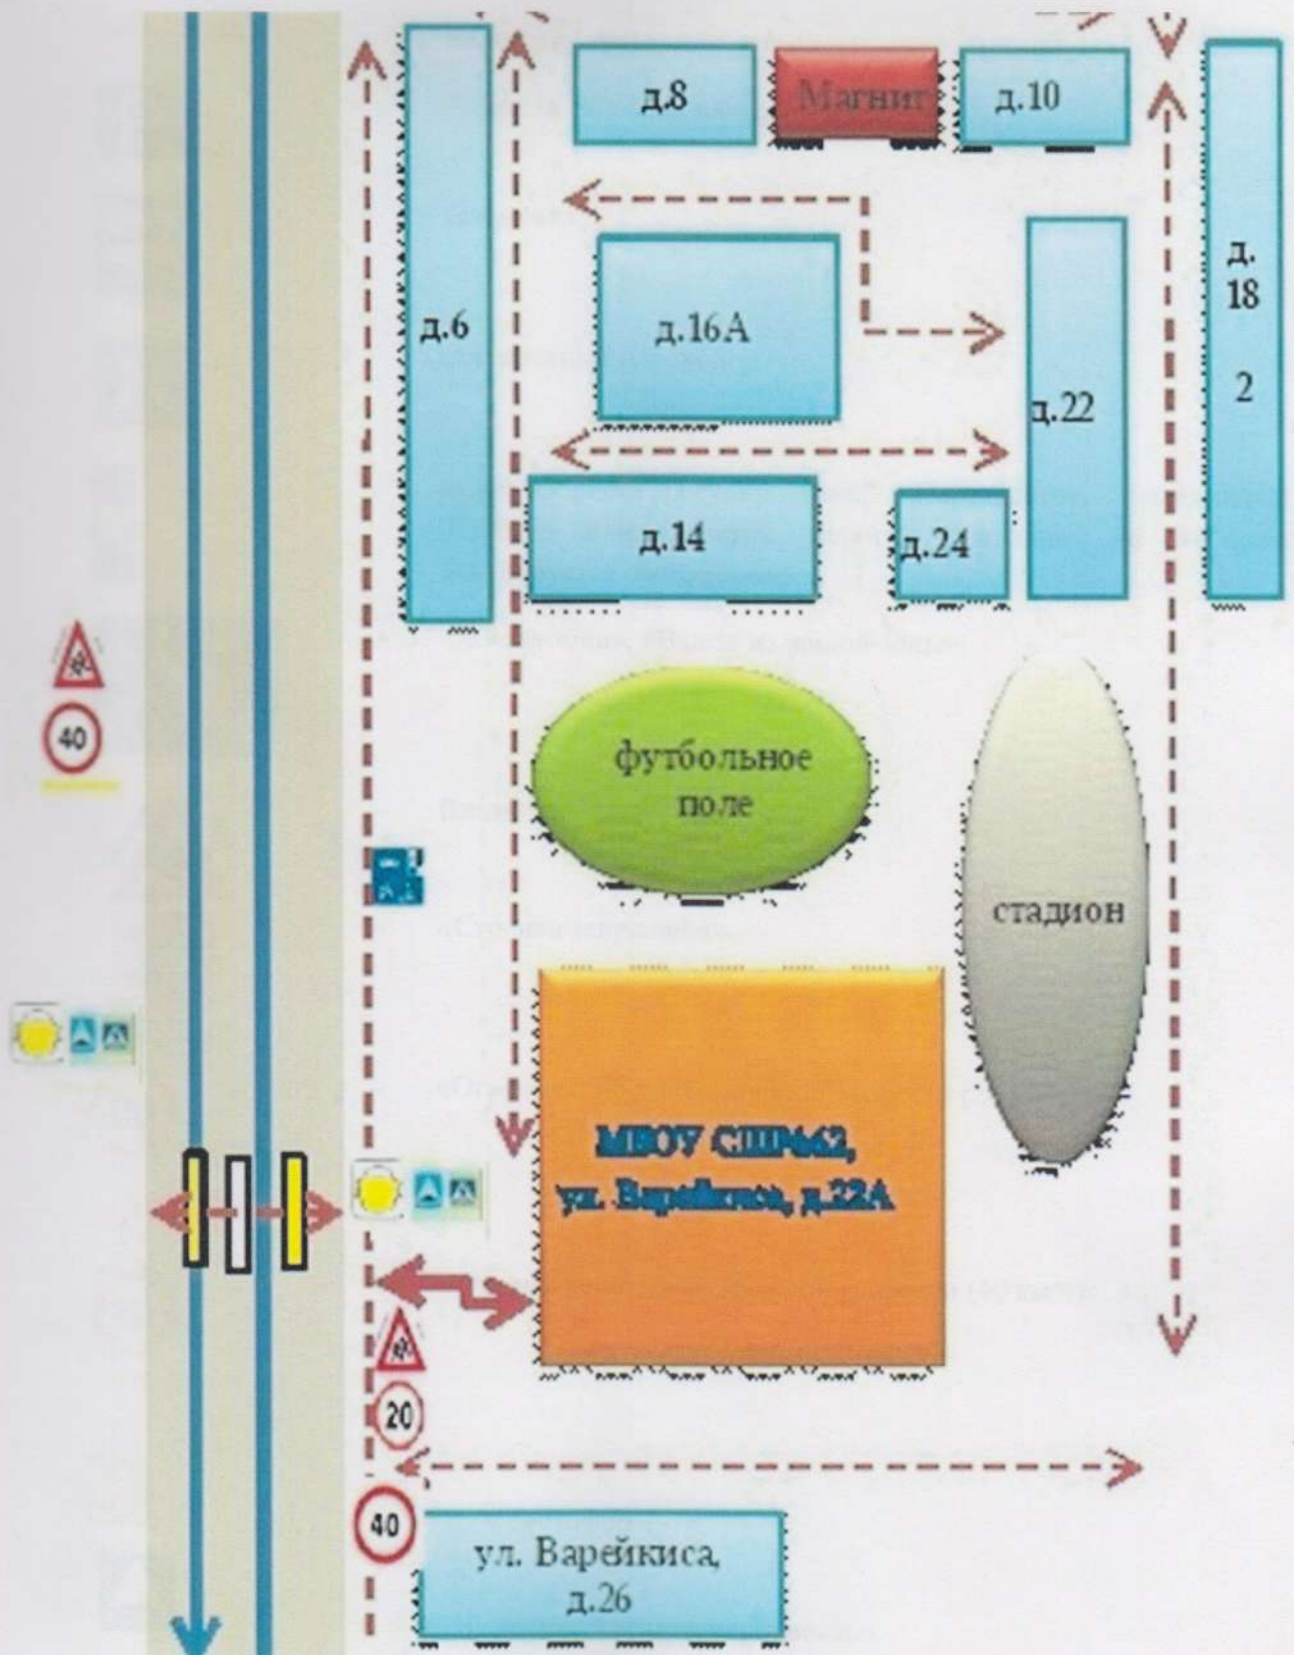 д.8
Магнит
д.10
д.6
д.
18
2
д.16А
д.22
д.14
д.24
40
футбольное
поле
стадион
МБОУ СШ№62,
ул. Варейкиса, д.22А
20
40
ул. Варейкиса,
д.26